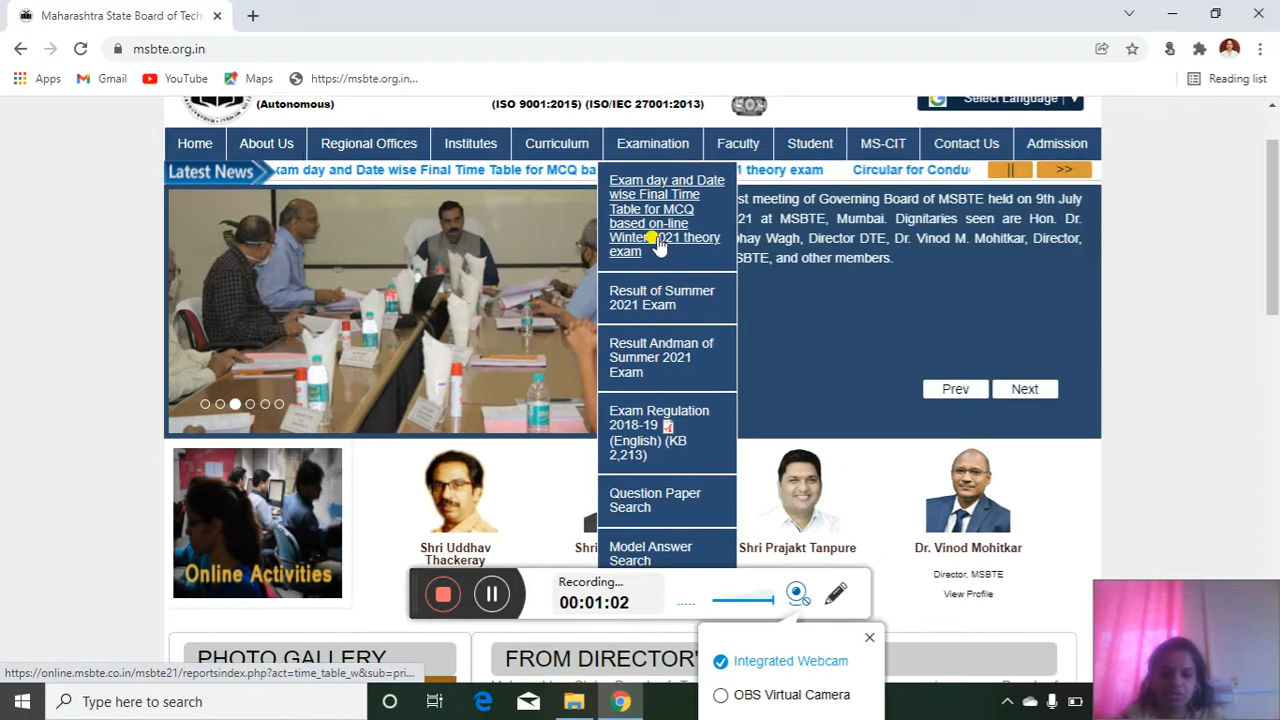 Maharashtra State Board of Tech
msbte.org.in
Apps
Gmail
YouTube
Maps
https://msbte.org.in...
Reading list
(Autonomous)
(ISO 9001:2015) (ISO/IEC 27001:2013)
Select Language
Home
About Us
Regional Offices
Institutes
Curriculum
Examination
Faculty
Student
MS-CIT
Contact Us
Admission
Latest News
xam day and Date wise Final Time Table for MCQ ba
1 theory exam
Circular for Condu
||
>>
Exam day and Date
wise Final Time
Table for MCQ
based on-line
Winter 2021 theory
exam
Result of Summer
2021 Exam
Result Andman of
Summer 2021
Exam
Exam Regulation
2018-19
(English) (KB
2,213)
Question Paper
Search
Model Answer
Search
st meeting of Governing Board of MSBTE held on 9th July
21 at MSBTE, Mumbai. Dignitaries seen are Hon. Dr.
hay Wagh, Director DTE, Dr. Vinod M. Mohitkar, Director,
SBTE, and other members.
Prev
Next
Online Activities
Shri Uddhav
Thackeray
Shri
Shri Prajakt Tanpure
Dr. Vinod Mohitkar
Director, MSBTE
View Profile
Recording...
00:01:02
Integrated Webcam
OBS Virtual Camera
PHOTO GALLERY
FROM DIRECTOR'
https://online.msbte.co.in/msbte21/reportsindex.php?act=time_table_w&sub=pri...
Type here to search